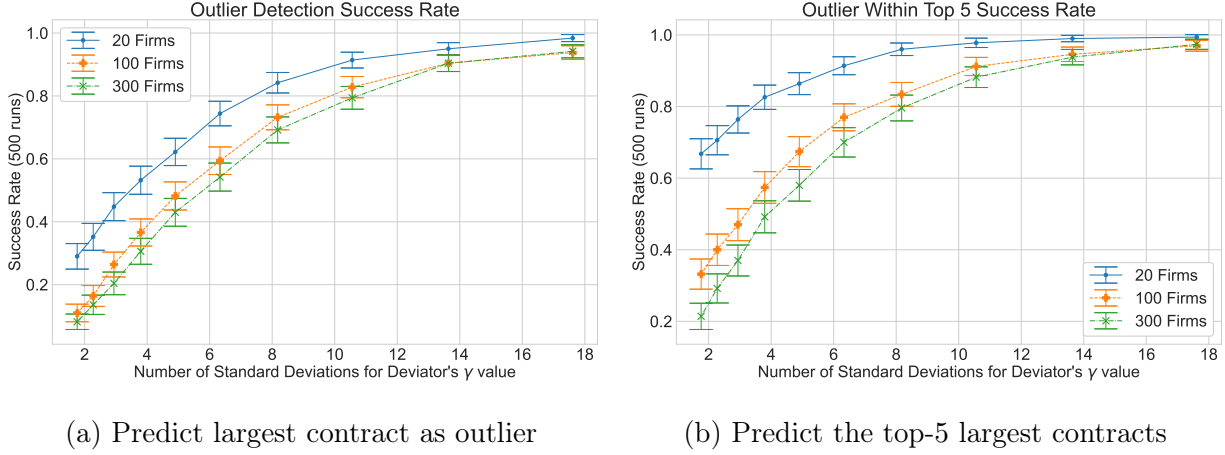 Outlier Detection Success Rate
1.0
0.8
0.6
0.4
0.2
Success Rate (500 runs)
20 Firms
100 Firms
300 Firms
2 4 6 8 10 12 14 16 18
Number of Standard Deviations for Deviator's γ value
(a) Predict largest contract as outlier
Outlier Within Top 5 Success Rate
1.0
0.8
0.6
0.4
0.2
Success Rate (500 runs)
20 Firms
100 Firms
300 Firms
2 4 6 8 10 12 14 16 18
Number of Standard Deviations for Deviator's γ value
(b) Predict the top-5 largest contracts